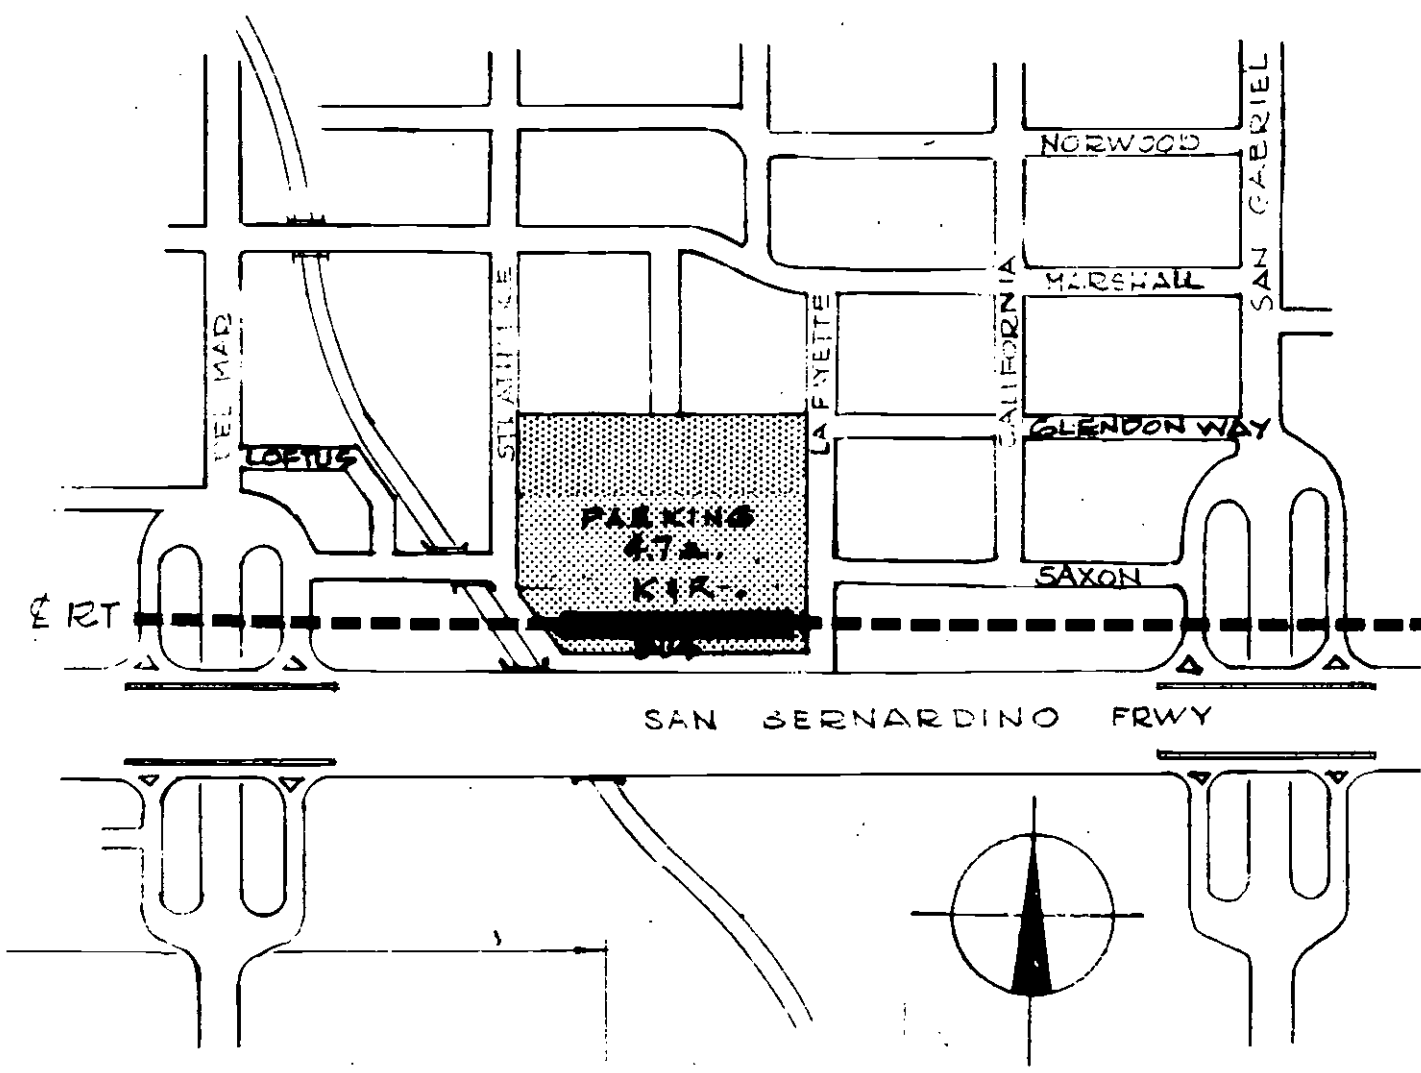 NORWOOD
SAN GABRIEL
MARSHALL
CALIFORNIA
LA FAYETTE
DEL MAR
GLENDON WAY
LOFTUS
PARKING
K&R
SAXON
℄ RT
SAN BERNARDINO FRWY